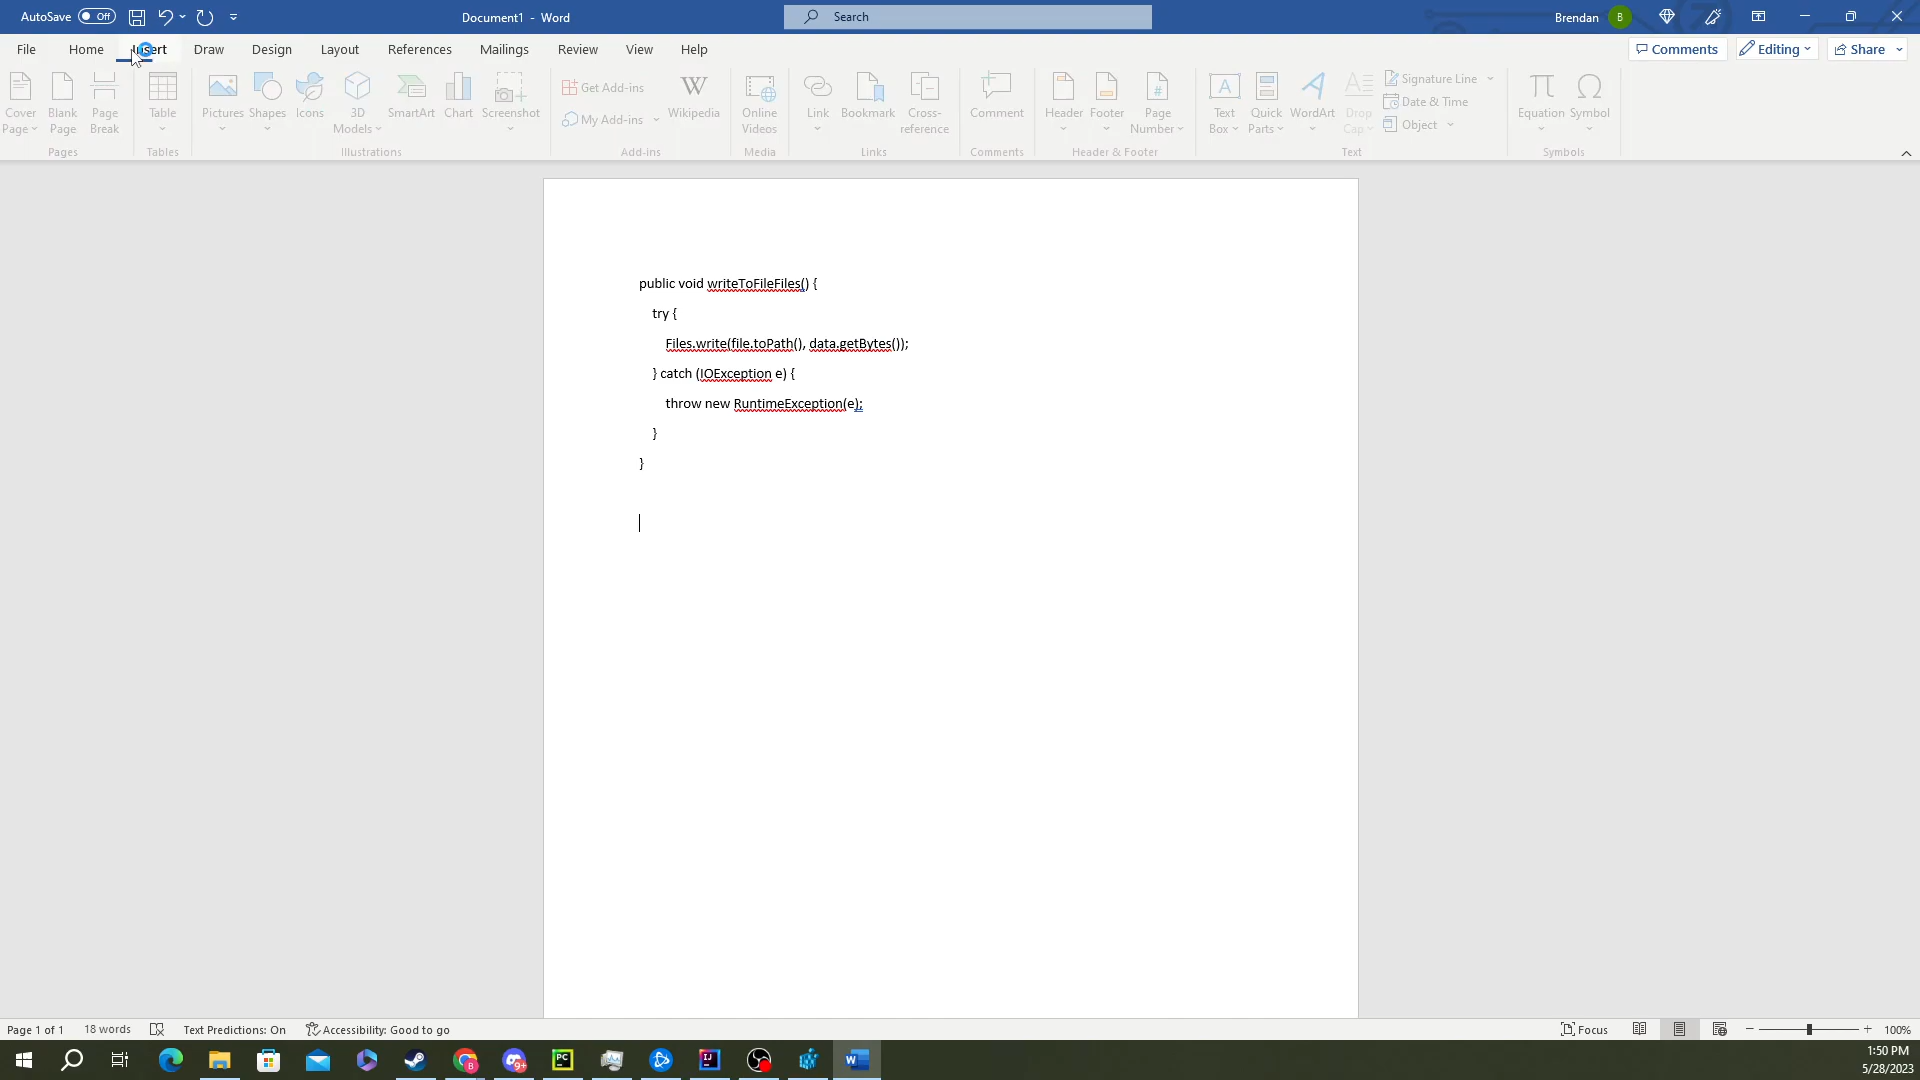 AutoSave Off Document1 - Word Search Brendan B
File Home Insert Draw Design Layout References Mailings Review View Help Comments Editing Share
Cover Page Blank Page Page Break Table Pictures Shapes Icons 3D Models SmartArt Chart Screenshot Get Add-ins My Add-ins Wikipedia Online Videos Link Bookmark Cross-reference Comment Header Footer Page Number Text Box Quick Parts WordArt Drop Cap Signature Line Date & Time Object Equation Symbol
Pages Tables Illustrations Add-ins Media Links Comments Header & Footer Text Symbols
public void writeToFileFiles() {
try {
Files.write(file.toPath(), data.getBytes());
} catch (IOException e) {
throw new RuntimeException(e);
}
}
Page 1 of 1 18 words Text Predictions: On Accessibility: Good to go Focus 100%
1:50 PM
5/28/2023